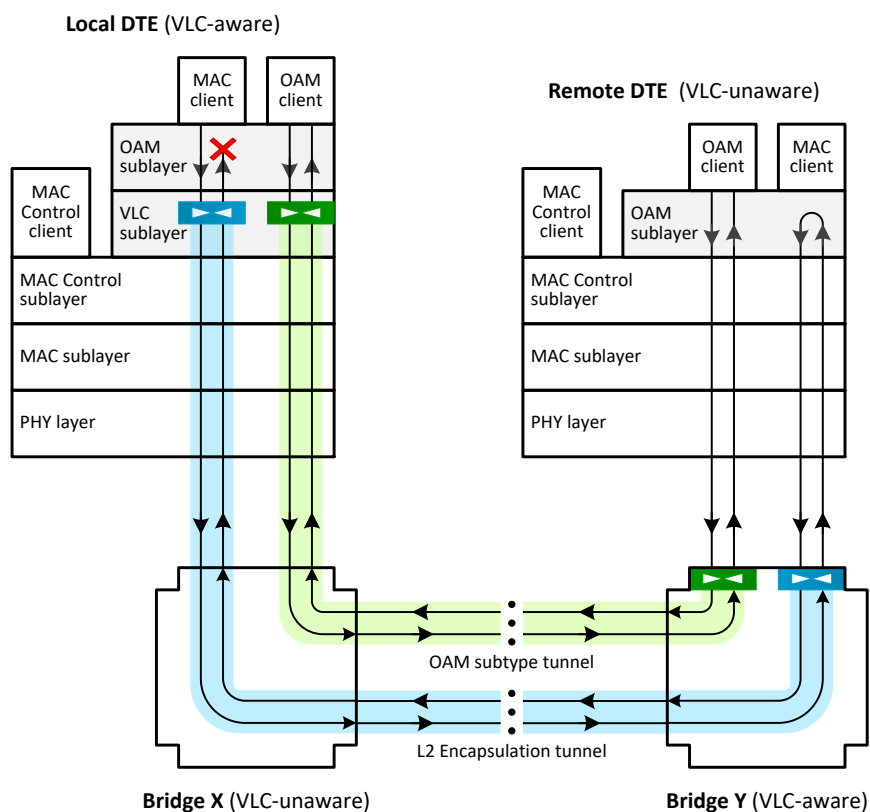 Local DTE (VLC-aware)
MAC
client
OAM
client
OAM
sublayer
MAC
Control
client
VLC
sublayer
MAC Control
sublayer
MAC sublayer
PHY layer
Remote DTE (VLC-unaware)
OAM
client
MAC
client
MAC
Control
client
OAM
sublayer
MAC Control
sublayer
MAC sublayer
PHY layer
OAM subtype tunnel
L2 Encapsulation tunnel
Bridge X (VLC-unaware)
Bridge Y (VLC-aware)